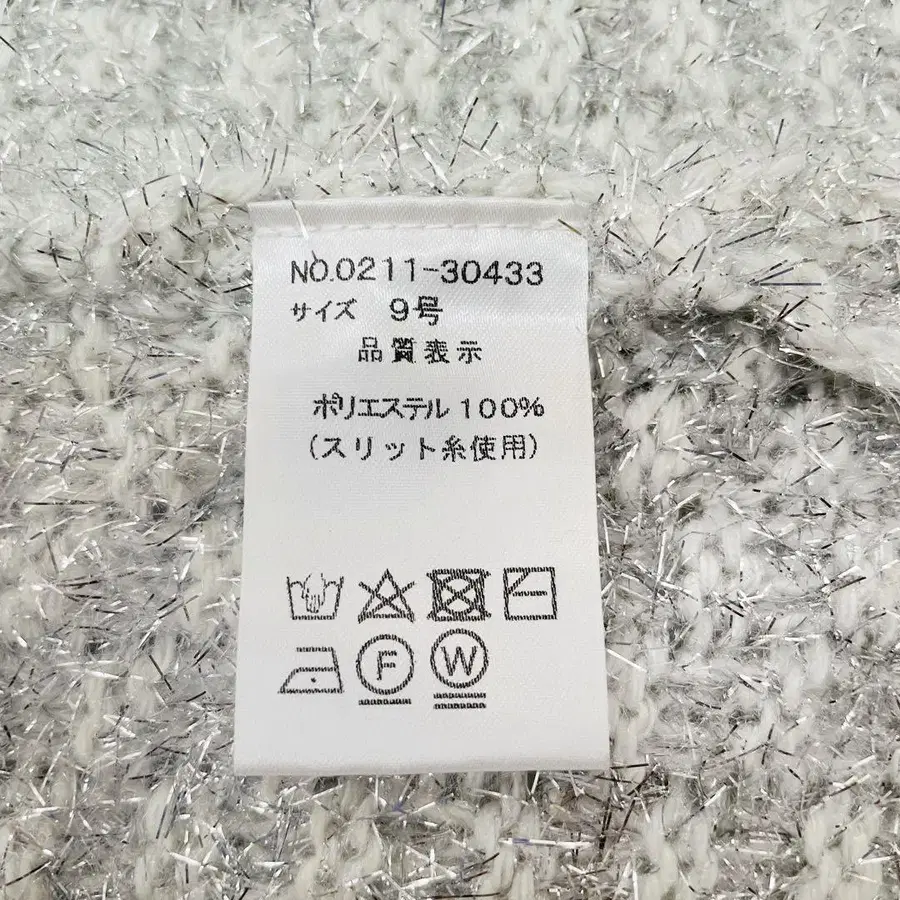 NO.0211-30433
サイズ 9号
品質表示
ポリエステル 100%
(スリット糸使用)
F W